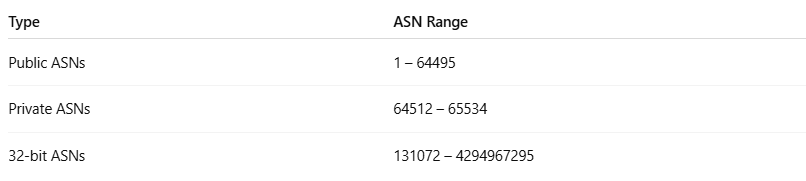 Type ASN Range
Public ASNs 1 – 64495
Private ASNs 64512 – 65534
32-bit ASNs 131072 – 4294967295